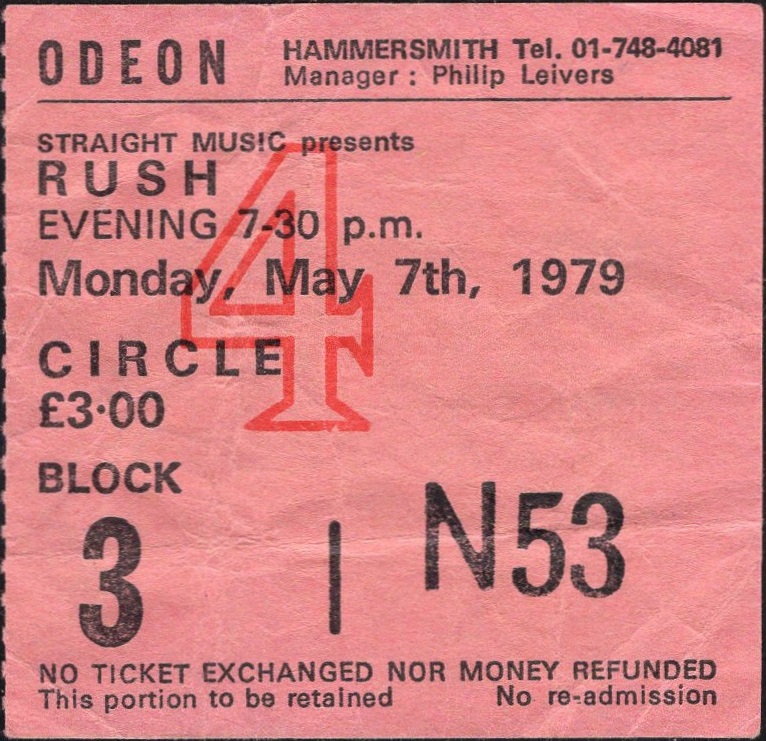 ODEON HAMMERSMITH Tel. 01-748-4081
Manager : Philip Leivers
STRAIGHT MUSIC presents
RUSH
EVENING 7-30 p.m.
Monday, May 7th, 1979
4
CIRCLE
£3·00
BLOCK
3 | N53
NO TICKET EXCHANGED NOR MONEY REFUNDED
This portion to be retained No re-admission